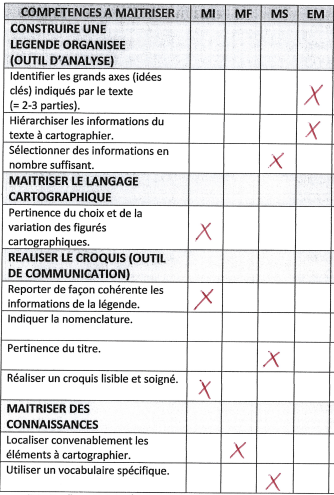 COMPETENCES A MAITRISER MI MF MS EM
CONSTRUIRE UNE
LEGENDE ORGANISEE
(OUTIL D'ANALYSE)
Identifier les grands axes (idées
clés) indiqués par le texte
(= 2-3 parties). X
Hiérarchiser les informations du
texte à cartographier. X
Sélectionner des informations en
nombre suffisant. X
MAITRISER LE LANGAGE
CARTOGRAPHIQUE
Pertinence du choix et de la
variation des figurés
cartographiques. X
REALISER LE CROQUIS (OUTIL
DE COMMUNICATION)
Reporter de façon cohérente les
informations de la légende. X
Indiquer la nomenclature.
Pertinence du titre. X
Réaliser un croquis lisible et soigné. X
MAITRISER DES
CONNAISSANCES
Localiser convenablement les
éléments à cartographier. X
Utiliser un vocabulaire spécifique. X